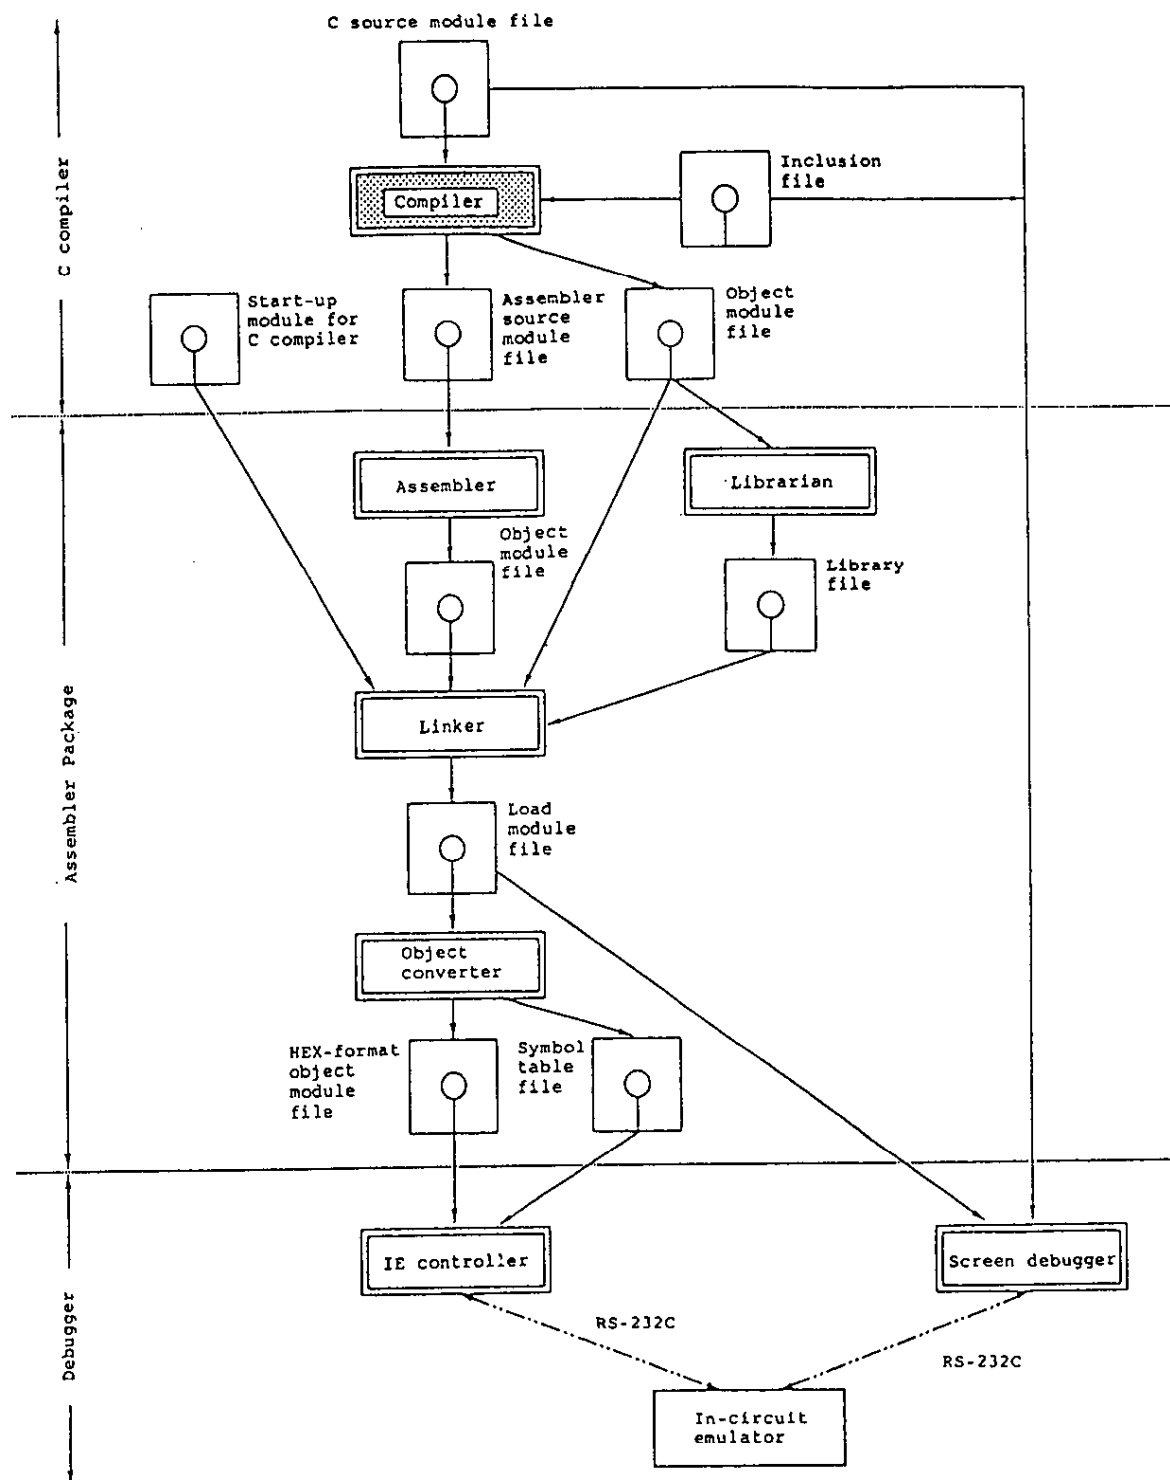 C source module file
Inclusion
file
Compiler
C compiler
Start-up
module for
C compiler
Assembler
source
module
file
Object
module
file
Assembler
Librarian
Object
module
file
Library
file
Assembler Package
Linker
Load
module
file
Object
converter
HEX-format
object
module
file
Symbol
table
file
Debugger
IE controller
Screen debugger
RS-232C
RS-232C
In-circuit
emulator